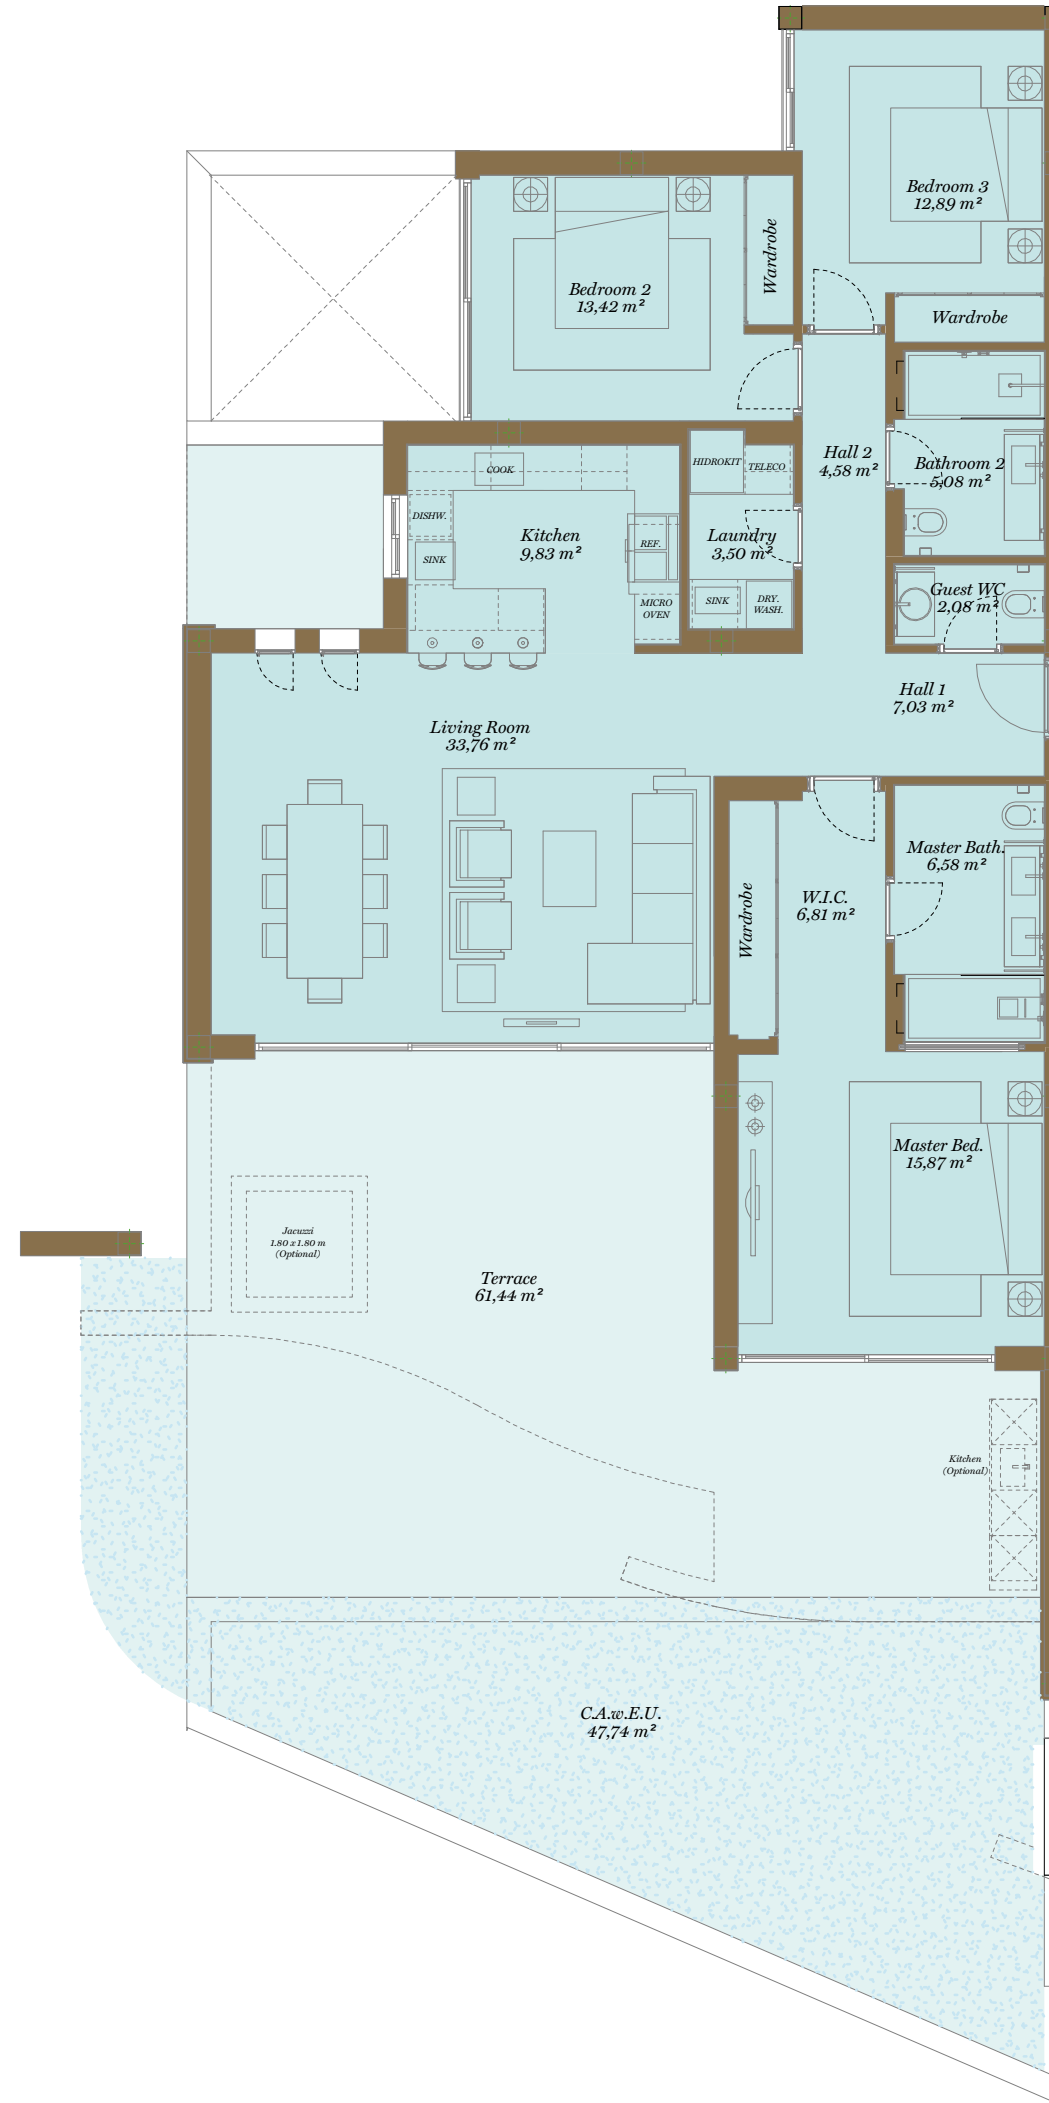 Bedroom 3
12,89 m²
Wardrobe
Bedroom 2
13,42 m²
Wardrobe
Hall 2
4,58 m²
Bathroom 2
5,08 m²
COOK
HIDROKIT
TELECO
DISHW.
SINK
Kitchen
9,83 m²
REF.
MICRO
OVEN
Laundry
3,50 m²
SINK
DRY.
WASH.
Guest WC
2,08 m²
Hall 1
7,03 m²
Living Room
33,76 m²
Master Bath.
6,58 m²
W.I.C.
6,81 m²
Wardrobe
Master Bed.
15,87 m²
Jacuzzi
1.80 x 1.80 m
(Optional)
Terrace
61,44 m²
Kitchen
(Optional)
C.A.w.E.U.
47,74 m²